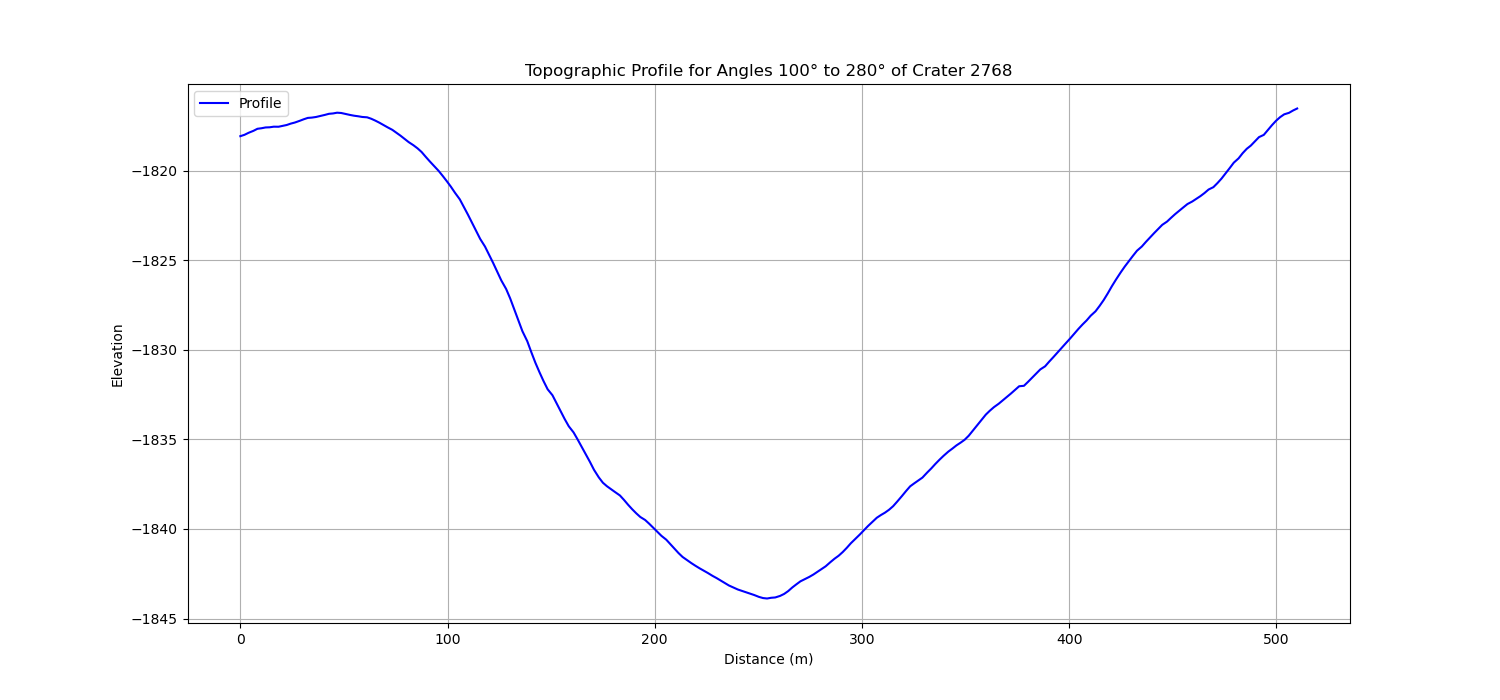 Topographic Profile for Angles 100° to 280° of Crater 2768
Profile
−1820
−1825
−1830
−1835
−1840
−1845
Elevation
0 100 200 300 400 500
Distance (m)